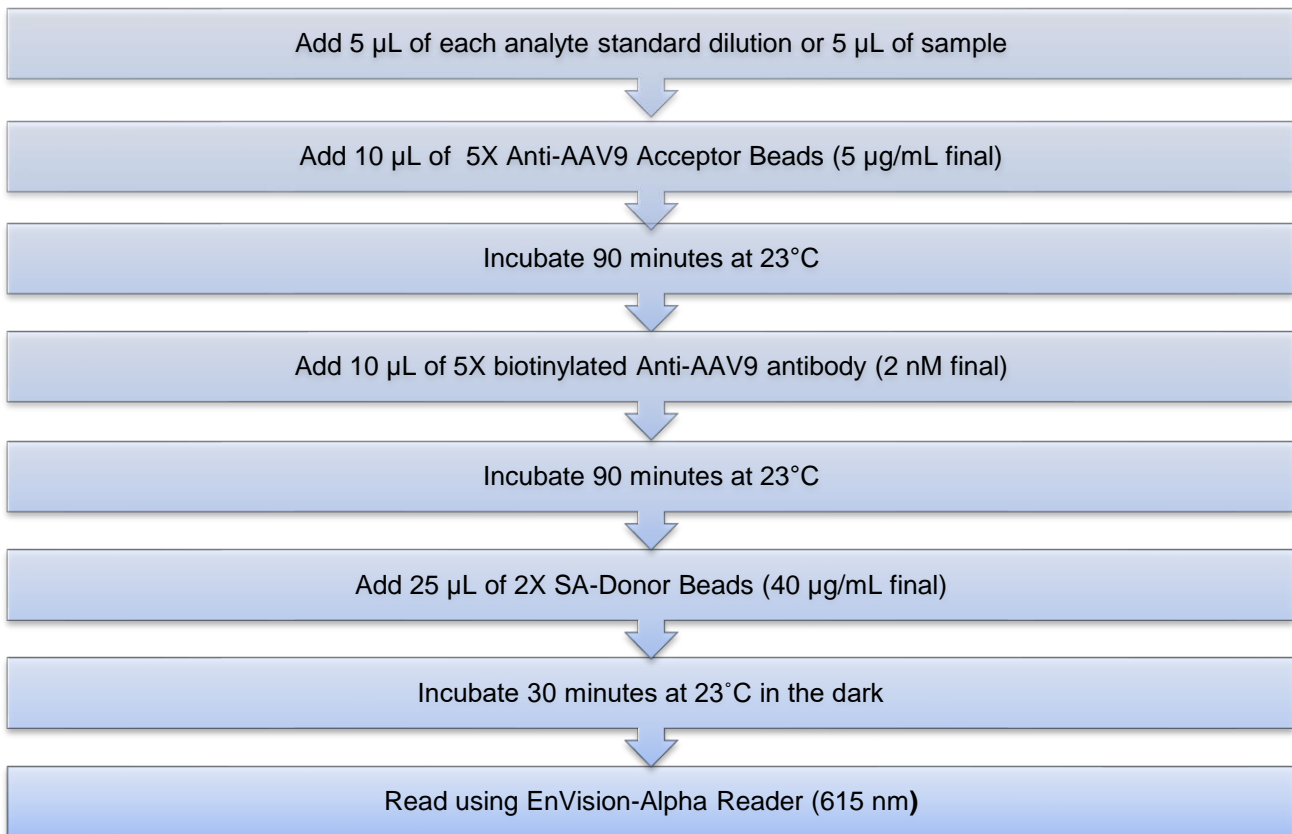 Add 5 µL of each analyte standard dilution or 5 µL of sample
Add 10 µL of  5X Anti-AAV9 Acceptor Beads (5 µg/mL final)
Incubate 90 minutes at 23°C
Add 10 µL of 5X biotinylated Anti-AAV9 antibody (2 nM final)
Incubate 90 minutes at 23°C
Add 25 µL of 2X SA-Donor Beads (40 µg/mL final)
Incubate 30 minutes at 23˚C in the dark
Read using EnVision-Alpha Reader (615 nm)